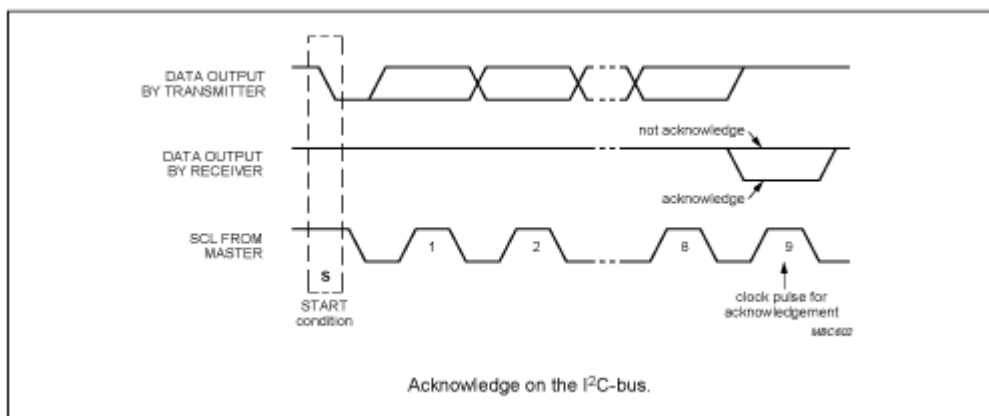 DATA OUTPUT
BY TRANSMITTER
not acknowledge
DATA OUTPUT
BY RECEIVER
acknowledge
SCL FROM
MASTER
1
2
8
9
S
START
condition
clock pulse for
acknowledgement
MBC602
Acknowledge on the I²C-bus.